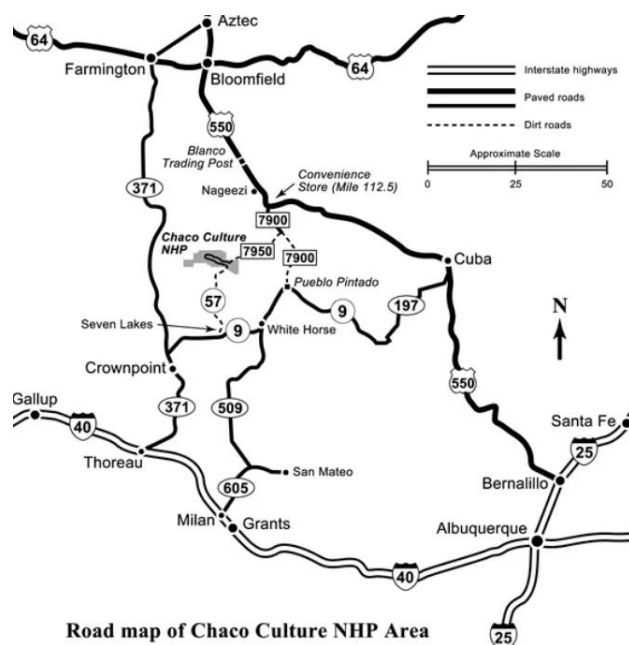 Aztec
64
Farmington
Bloomfield
64
Interstate highways
550
Paved roads
Blanco
Trading Post
Dirt roads
Approximate Scale
0 25 50
371
Nageezi
Convenience
Store (Mile 112.5)
7900
Chaco Culture
NHP
7950
7900
Cuba
Pueblo Pintado
57
9
197
N
Seven Lakes
9
White Horse
Crownpoint
550
Gallup
371
509
Santa Fe
40
25
Thoreau
San Mateo
Bernalillo
605
Milan
Grants
Albuquerque
40
Road map of Chaco Culture NHP Area
25